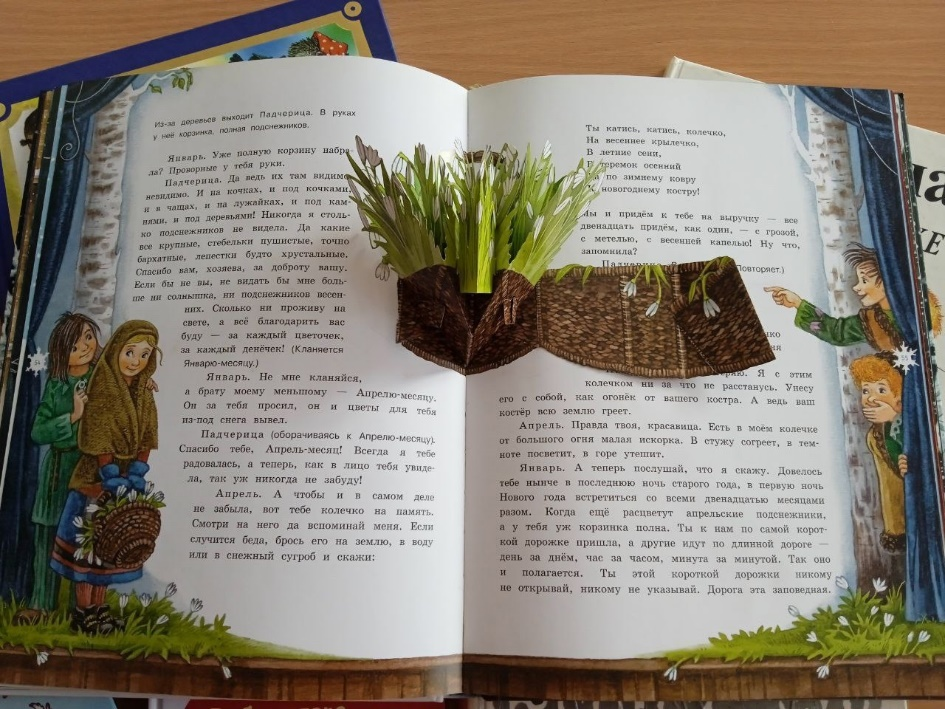 Из-за деревьев выходит Падчерица. В руках
у неё корзинка, полная подснежников.
Январь. Уже полную корзину набра-
ла? Проворные у тебя руки.
Падчерица. Да ведь их там видимо-
невидимо. И на кочках, и под кочками,
и в чащах, и на лужайках, и под кам-
нями, и под деревьями! Никогда я столь-
ко подснежников не видела. Да какие
все крупные, стебельки пушистые, точно
бархатные, лепестки будто хрустальные.
Спасибо вам, хозяева, за доброту вашу.
Если бы не вы, не видать бы мне боль-
ше ни солнышка, ни подснежников весен-
них. Сколько ни проживу на
свете, а всё благодарить вас
буду — за каждый цветочек,
за каждый денёчек! (Кланяется
Январю-месяцу.)
Январь. Не мне кланяйся,
а брату моему меньшому — Апрелю-месяцу.
Он за тебя просил, он и цветы для тебя
из-под снега вывел.
Падчерица (оборачиваясь к Апрелю-месяцу).
Спасибо тебе, Апрель-месяц! Всегда я тебе
радовалась, а теперь, как в лицо тебя увиде-
ла, так уж никогда не забуду!
Апрель. А чтобы и в самом деле
не забыла, вот тебе колечко на память.
Смотри на него да вспоминай меня. Если
случится беда, брось его на землю, в воду
или в снежный сугроб и скажи:
Ты катись, катись, колечко,
На весеннее крылечко,
В летние сени,
В теремок осенний
по зимнему ковру
новогоднему костру!
Мы и придём к тебе на выручку — все
двенадцать придём, как один, — с грозой,
с метелью, с весенней капелью! Ну что,
запомнила?
Повторяет.)
Я с этим
колечком ни за что не расстанусь. Унесу
его с собой, как огонёк от вашего костра. А ведь ваш
костёр всю землю греет.
Апрель. Правда твоя, красавица. Есть в моём колечке
от большого огня малая искорка. В стужу согреет, в тем-
ноте посветит, в горе утешит.
Январь. А теперь послушай, что я скажу. Довелось
тебе нынче в последнюю ночь старого года, в первую ночь
Нового года встретиться со всеми двенадцатью месяцами
разом. Когда ещё расцветут апрельские подснежники,
а у тебя уж корзинка полна. Ты к нам по самой корот-
кой дорожке пришла, а другие идут по длинной дороге —
день за днём, час за часом, минута за минутой. Так оно
и полагается. Ты этой короткой дорожки никому
не открывай, никому не указывай. Дорога эта заповедная.